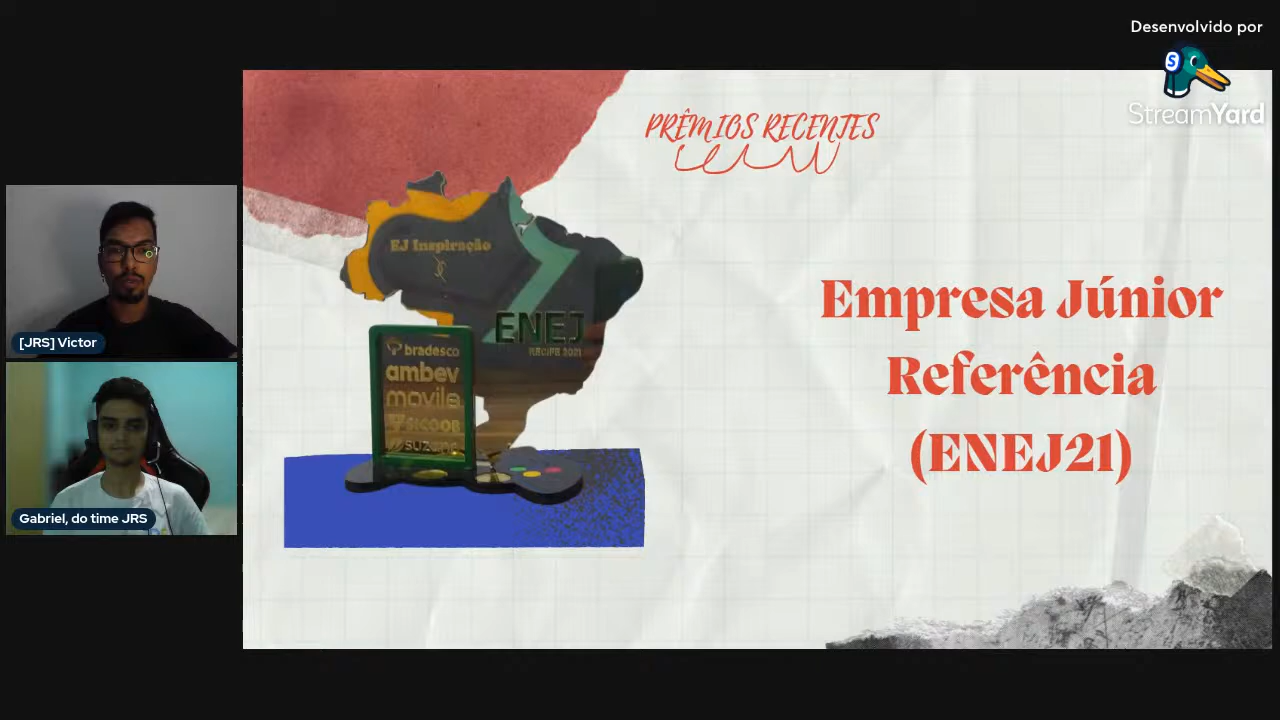 Desenvolvido por
StreamYard
PRÊMIOS RECENTES
EJ Inspiração
ENEJ
RECIFE 2021
bradesco
ambev
movile
SICOOB
suzano
Empresa Júnior
Referência
(ENEJ21)
[JRS] Victor
Gabriel, do time JRS